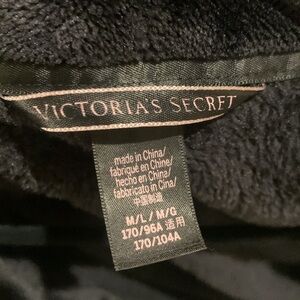 VICTORIA'S SECRET
made in China/
fabriqué en Chine/
hecho en China/
fabbricato in Cina/
中国制造
M/L / M/G
170/96A 适用
170/104A